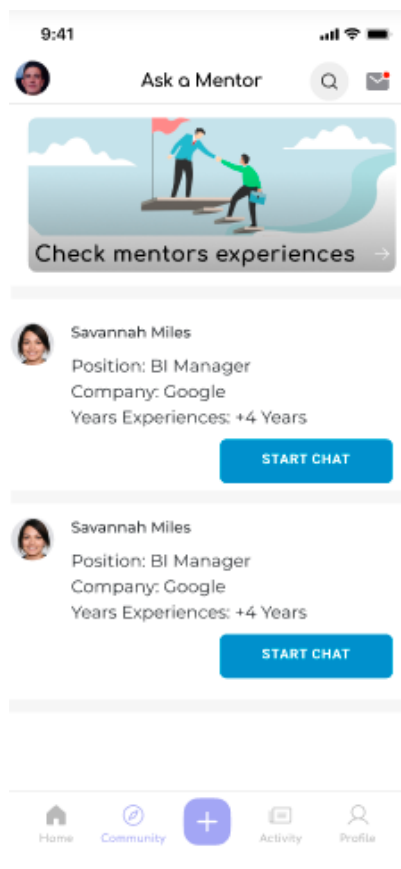 9:41
Ask a Mentor
Check mentors experiences →
Savannah Miles
Position: BI Manager
Company: Google
Years Experiences: +4 Years
START CHAT
Savannah Miles
Position: BI Manager
Company: Google
Years Experiences: +4 Years
START CHAT
Home Community Activity Profile